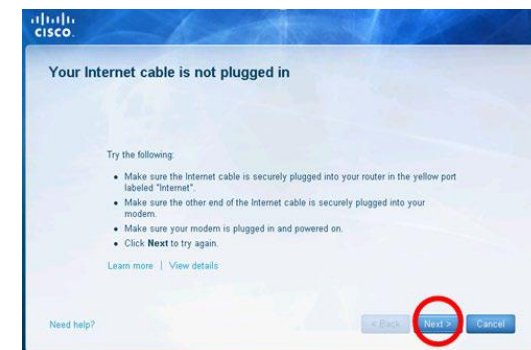 CISCO.
Your Internet cable is not plugged in
Try the following:
• Make sure the Internet cable is securely plugged into your router in the yellow port
labeled "Internet".
• Make sure the other end of the Internet cable is securely plugged into your
modem.
• Make sure your modem is plugged in and powered on.
• Click Next to try again.
Learn more | View details
Need help? < Back Next > Cancel